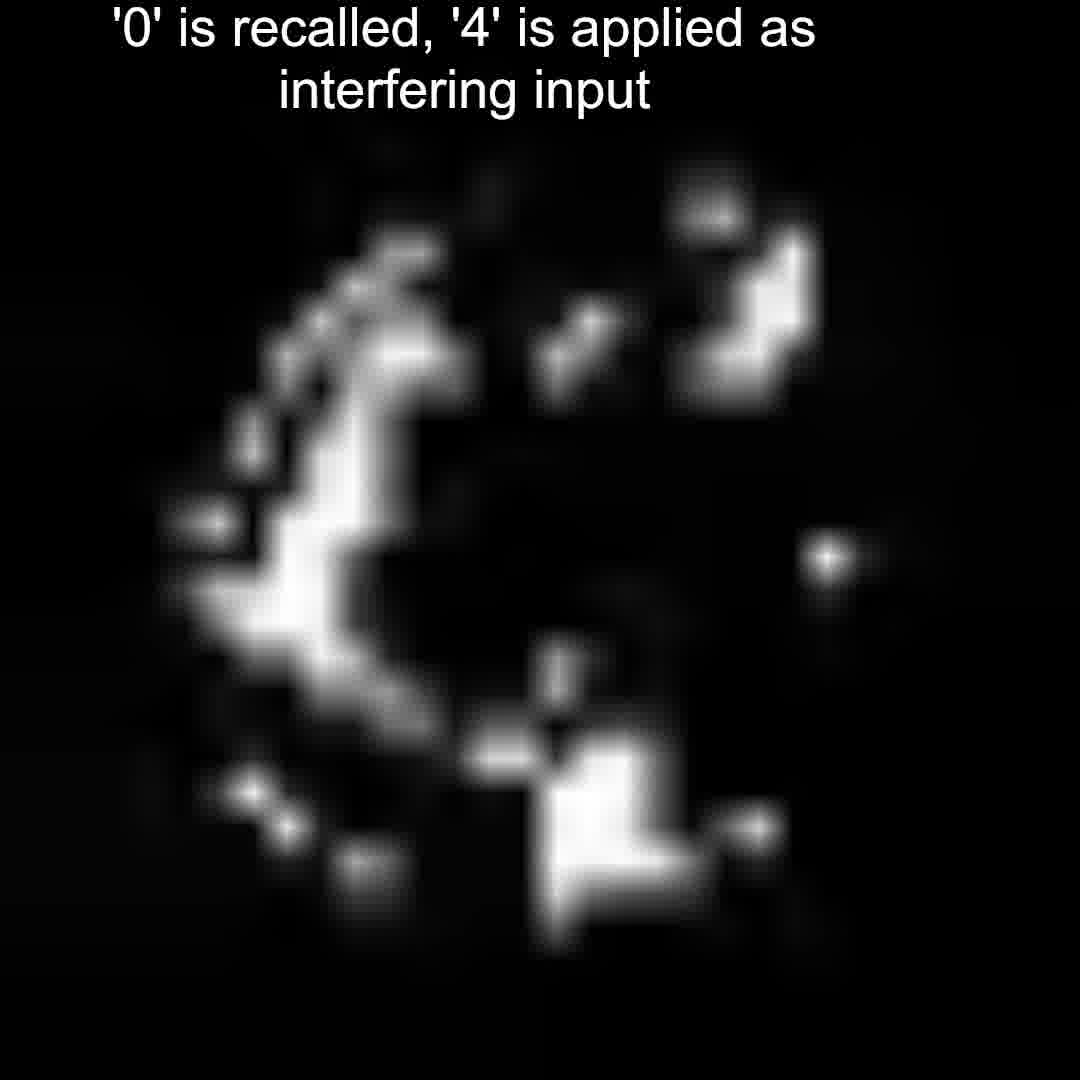 '0' is recalled, '4' is applied as
interfering input